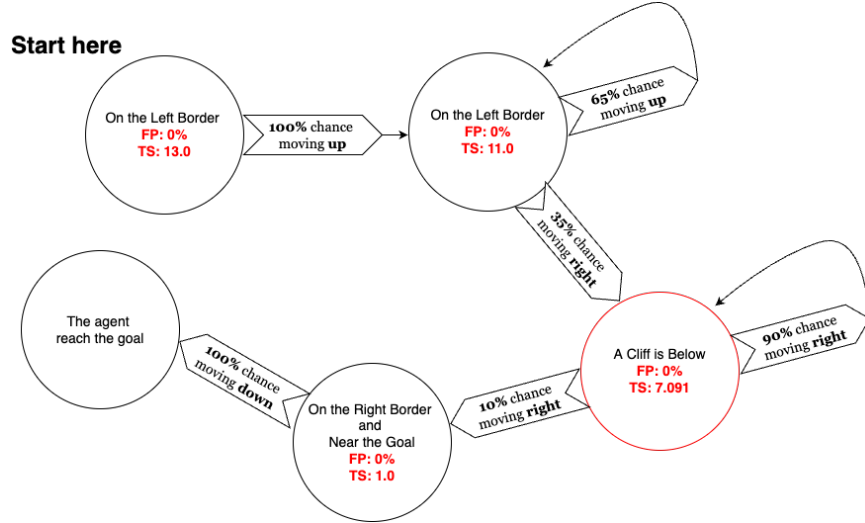 Start here
On the Left Border
FP: 0%
TS: 13.0
100% chance
moving up
On the Left Border
FP: 0%
TS: 11.0
65% chance
moving up
35% chance
moving right
A Cliff is Below
FP: 0%
TS: 7.091
90% chance
moving right
10% chance
moving right
On the Right Border
and
Near the Goal
FP: 0%
TS: 1.0
100% chance
moving down
The agent
reach the goal